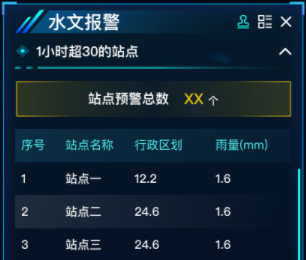 水文报警
1小时超30的站点
站点预警总数 XX 个
序号 站点名称 行政区划 雨量(mm)
1 站点一 12.2 1.6
2 站点二 24.6 1.6
3 站点三 24.6 1.6